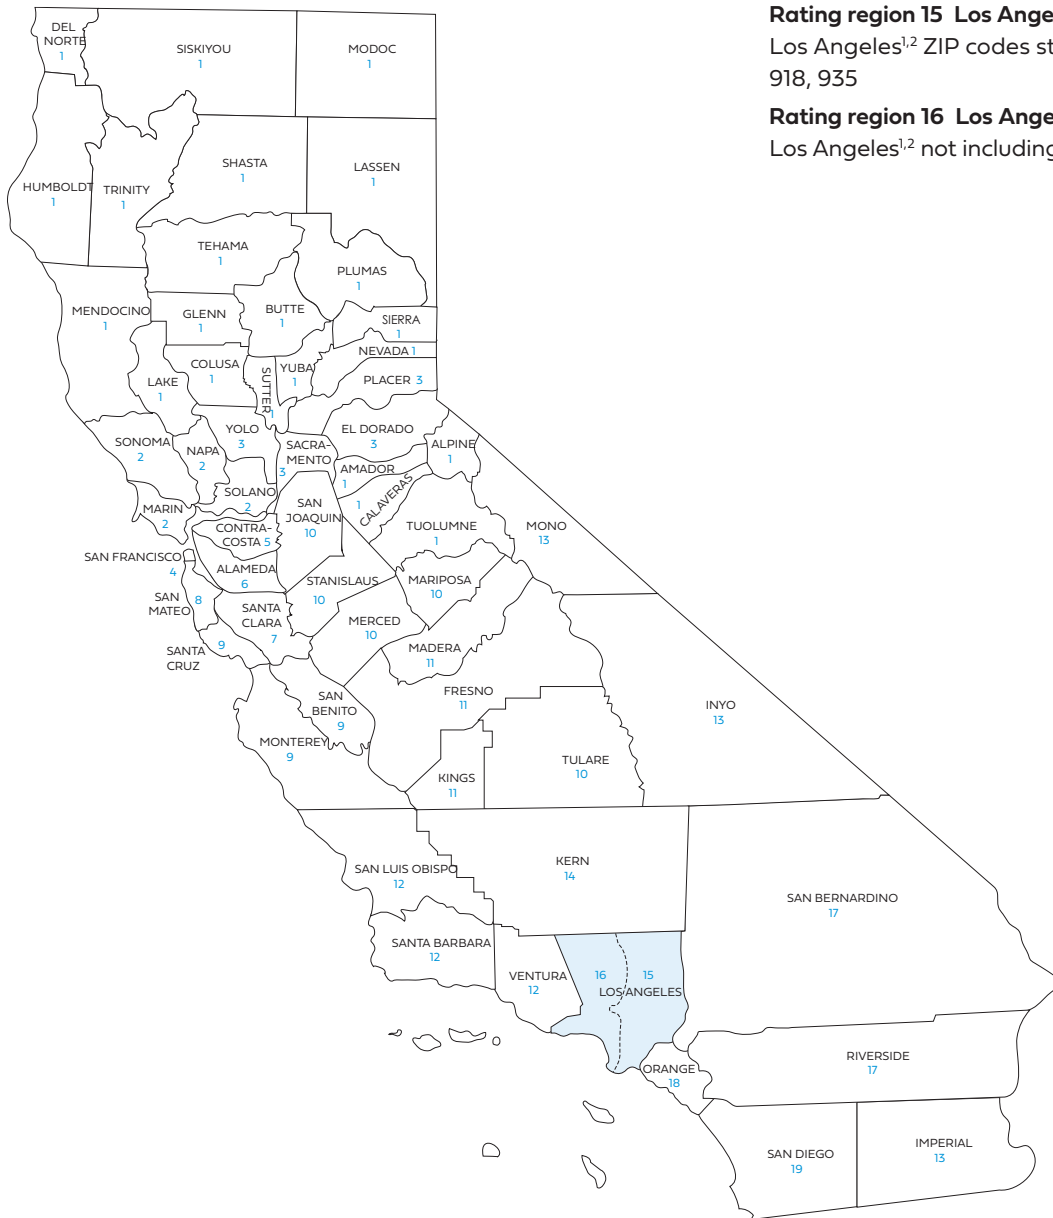 Rating region 15 Los Ange
Los Angeles1,2 ZIP codes st
918, 935
Rating region 16 Los Ange
Los Angeles1,2 not including
DEL
NORTE
1
SISKIYOU
1
MODOC
1
HUMBOLDT
1
TRINITY
1
SHASTA
1
LASSEN
1
TEHAMA
1
PLUMAS
1
MENDOCINO
1
GLENN
1
BUTTE
1
SIERRA
1
NEVADA 1
COLUSA
1
SUTTER
1
YUBA
1
PLACER 3
LAKE
1
SONOMA
2
NAPA
2
YOLO
3
SACRA-
MENTO
3
EL DORADO
3
ALPINE
1
AMADOR
1
CALAVERAS
1
SOLANO
2
MARIN
2
SAN
JOAQUIN
10
CONTRA-
COSTA 5
TUOLUMNE
1
MONO
13
SAN FRANCISCO
4
ALAMEDA
6
STANISLAUS
10
MARIPOSA
10
SAN
MATEO
8
SANTA
CLARA
7
MERCED
10
SANTA
CRUZ
9
MADERA
11
FRESNO
11
SAN
BENITO
9
MONTEREY
9
INYO
13
TULARE
10
KINGS
11
SAN LUIS OBISPO
12
KERN
14
SAN BERNARDINO
17
SANTA BARBARA
12
VENTURA
12
16
15
LOS ANGELES
ORANGE
18
RIVERSIDE
17
SAN DIEGO
19
IMPERIAL
13